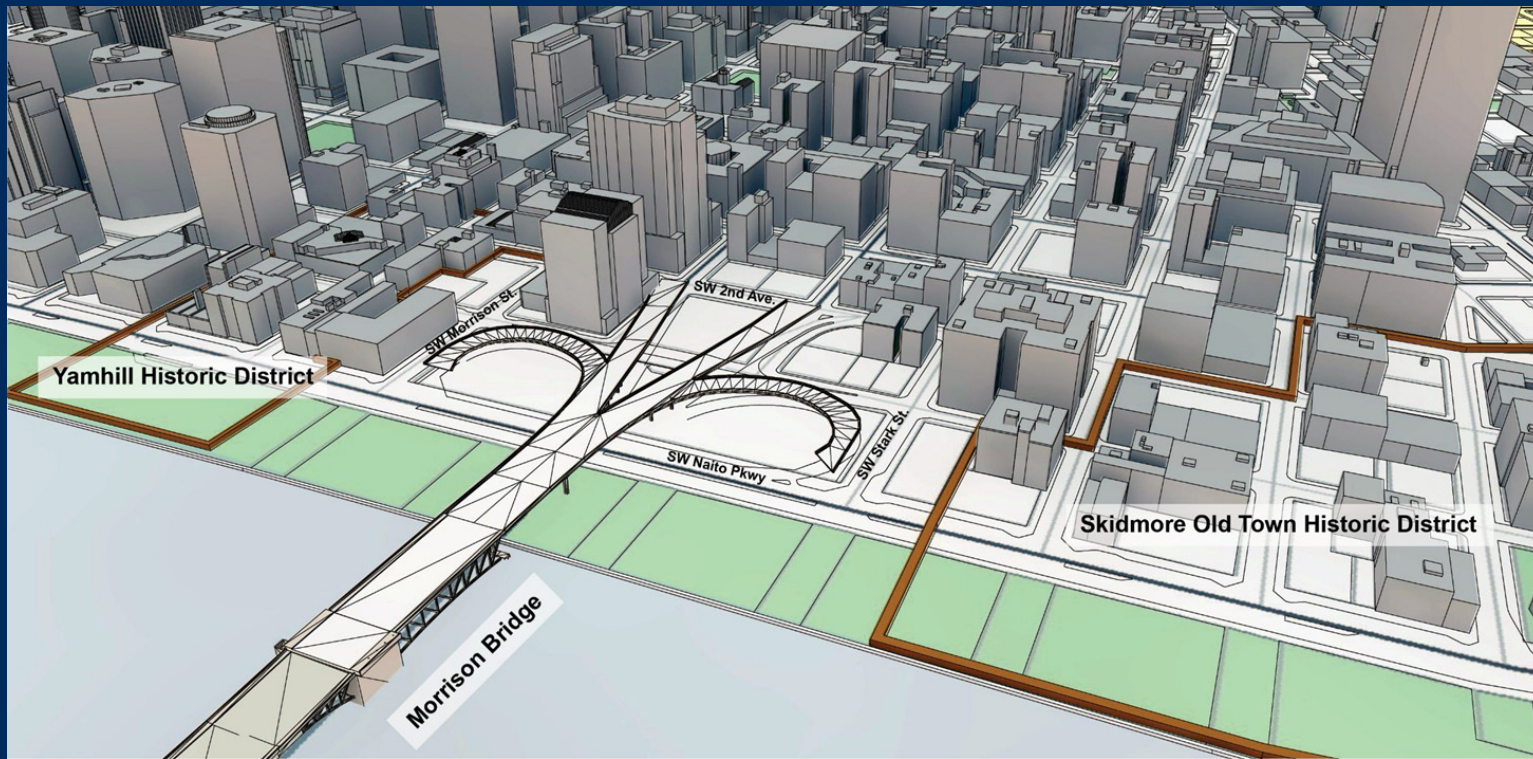 SW 2nd Ave.
SW Morrison St.
Yamhill Historic District
SW Stark St.
SW Naito Pkwy
Skidmore Old Town Historic District
Morrison Bridge